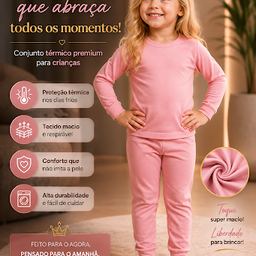 que abraça
todos os momentos!
Conjunto térmico premium
para crianças
Proteção térmica
nos dias frios
Tecido macio
e respirável
Conforto que
não irrita a pele
Alta durabilidade
e fácil de cuidar
Toque
super macio!
Liberdade
para brincar!
FEITO PARA O AGORA,
PENSADO PARA O AMANHÃ.